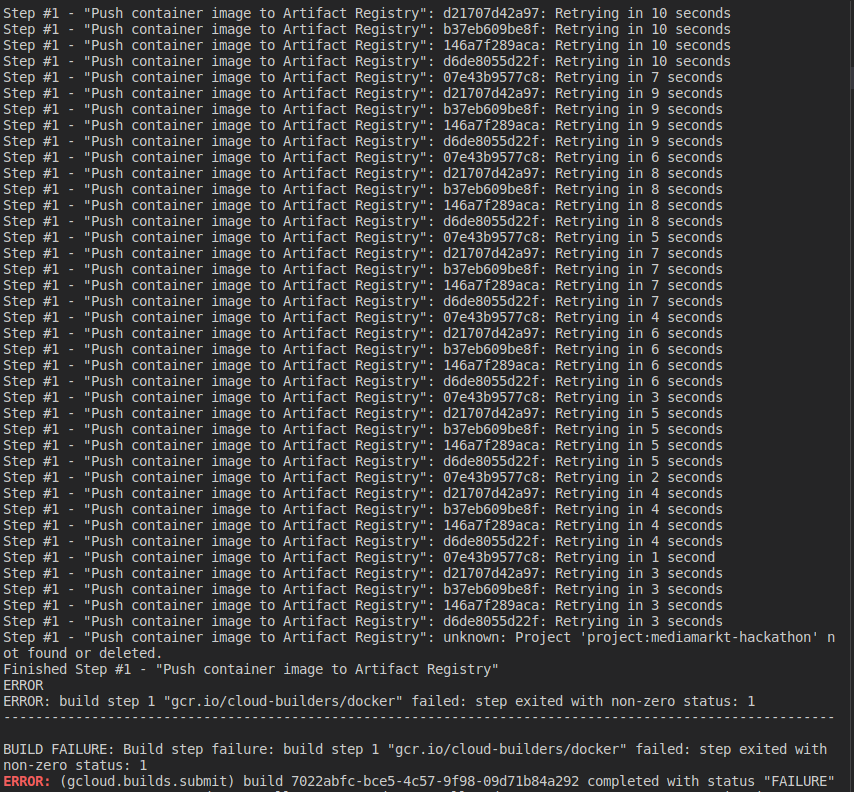 Step #1 - "Push container image to Artifact Registry": d21707d42a97: Retrying in 10 seconds
Step #1 - "Push container image to Artifact Registry": b37eb609be8f: Retrying in 10 seconds
Step #1 - "Push container image to Artifact Registry": 146a7f289aca: Retrying in 10 seconds
Step #1 - "Push container image to Artifact Registry": d6de8055d22f: Retrying in 10 seconds
Step #1 - "Push container image to Artifact Registry": 07e43b9577c8: Retrying in 7 seconds
Step #1 - "Push container image to Artifact Registry": d21707d42a97: Retrying in 9 seconds
Step #1 - "Push container image to Artifact Registry": b37eb609be8f: Retrying in 9 seconds
Step #1 - "Push container image to Artifact Registry": 146a7f289aca: Retrying in 9 seconds
Step #1 - "Push container image to Artifact Registry": d6de8055d22f: Retrying in 9 seconds
Step #1 - "Push container image to Artifact Registry": 07e43b9577c8: Retrying in 6 seconds
Step #1 - "Push container image to Artifact Registry": d21707d42a97: Retrying in 8 seconds
Step #1 - "Push container image to Artifact Registry": b37eb609be8f: Retrying in 8 seconds
Step #1 - "Push container image to Artifact Registry": 146a7f289aca: Retrying in 8 seconds
Step #1 - "Push container image to Artifact Registry": d6de8055d22f: Retrying in 8 seconds
Step #1 - "Push container image to Artifact Registry": 07e43b9577c8: Retrying in 5 seconds
Step #1 - "Push container image to Artifact Registry": d21707d42a97: Retrying in 7 seconds
Step #1 - "Push container image to Artifact Registry": b37eb609be8f: Retrying in 7 seconds
Step #1 - "Push container image to Artifact Registry": 146a7f289aca: Retrying in 7 seconds
Step #1 - "Push container image to Artifact Registry": d6de8055d22f: Retrying in 7 seconds
Step #1 - "Push container image to Artifact Registry": 07e43b9577c8: Retrying in 4 seconds
Step #1 - "Push container image to Artifact Registry": d21707d42a97: Retrying in 6 seconds
Step #1 - "Push container image to Artifact Registry": b37eb609be8f: Retrying in 6 seconds
Step #1 - "Push container image to Artifact Registry": 146a7f289aca: Retrying in 6 seconds
Step #1 - "Push container image to Artifact Registry": d6de8055d22f: Retrying in 6 seconds
Step #1 - "Push container image to Artifact Registry": 07e43b9577c8: Retrying in 3 seconds
Step #1 - "Push container image to Artifact Registry": d21707d42a97: Retrying in 5 seconds
Step #1 - "Push container image to Artifact Registry": b37eb609be8f: Retrying in 5 seconds
Step #1 - "Push container image to Artifact Registry": 146a7f289aca: Retrying in 5 seconds
Step #1 - "Push container image to Artifact Registry": d6de8055d22f: Retrying in 5 seconds
Step #1 - "Push container image to Artifact Registry": 07e43b9577c8: Retrying in 2 seconds
Step #1 - "Push container image to Artifact Registry": d21707d42a97: Retrying in 4 seconds
Step #1 - "Push container image to Artifact Registry": b37eb609be8f: Retrying in 4 seconds
Step #1 - "Push container image to Artifact Registry": 146a7f289aca: Retrying in 4 seconds
Step #1 - "Push container image to Artifact Registry": d6de8055d22f: Retrying in 4 seconds
Step #1 - "Push container image to Artifact Registry": 07e43b9577c8: Retrying in 1 second
Step #1 - "Push container image to Artifact Registry": d21707d42a97: Retrying in 3 seconds
Step #1 - "Push container image to Artifact Registry": b37eb609be8f: Retrying in 3 seconds
Step #1 - "Push container image to Artifact Registry": 146a7f289aca: Retrying in 3 seconds
Step #1 - "Push container image to Artifact Registry": d6de8055d22f: Retrying in 3 seconds
Step #1 - "Push container image to Artifact Registry": unknown: Project 'project:mediamarkt-hackathon' n
ot found or deleted.
Finished Step #1 - "Push container image to Artifact Registry"
ERROR
ERROR: build step 1 "gcr.io/cloud-builders/docker" failed: step exited with non-zero status: 1
--------------------------------------------------------------------------------------------------------
BUILD FAILURE: Build step failure: build step 1 "gcr.io/cloud-builders/docker" failed: step exited with
non-zero status: 1
ERROR: (gcloud.builds.submit) build 7022abfc-bce5-4c57-9f98-09d71b84a292 completed with status "FAILURE"